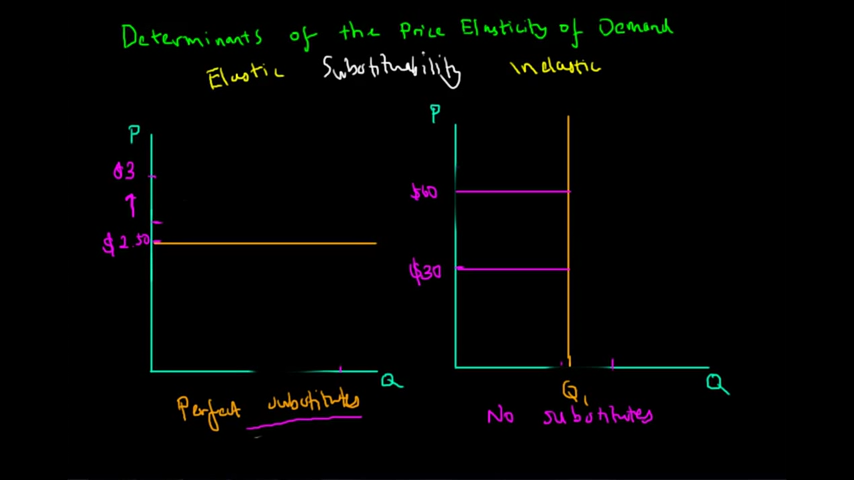 Determinants of the Price Elasticity of Demand
Elastic Substitutability Inelastic
P
$3
$2.50
Q
Perfect substitutes
P
$60
$30
Q1
Q
No substitutes